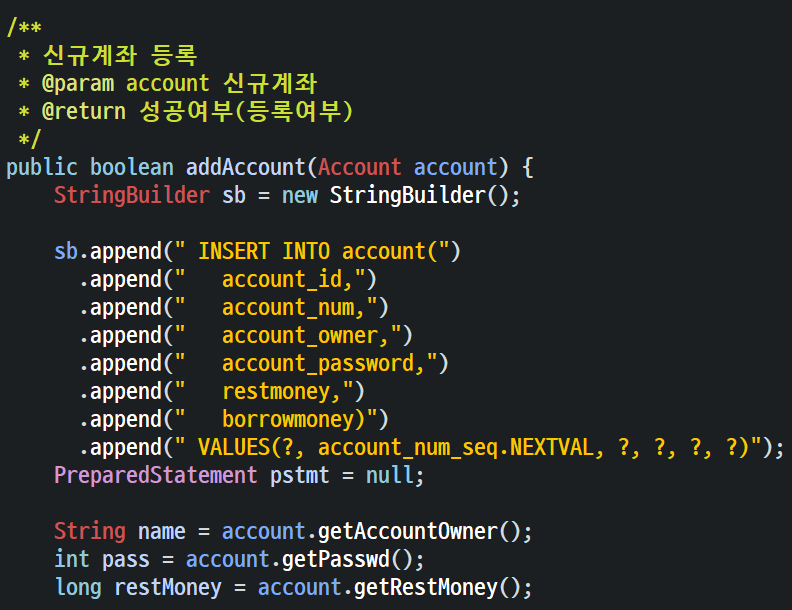 /**
 * 신규계좌 등록
 * @param account 신규계좌
 * @return 성공여부(등록여부)
 */
public boolean addAccount(Account account) {
    StringBuilder sb = new StringBuilder();

    sb.append(" INSERT INTO account(")
      .append("   account_id,")
      .append("   account_num,")
      .append("   account_owner,")
      .append("   account_password,")
      .append("   restmoney,")
      .append("   borrowmoney)")
      .append(" VALUES(?, account_num_seq.NEXTVAL, ?, ?, ?, ?)");
    PreparedStatement pstmt = null;

    String name = account.getAccountOwner();
    int pass = account.getPasswd();
    long restMoney = account.getRestMoney();